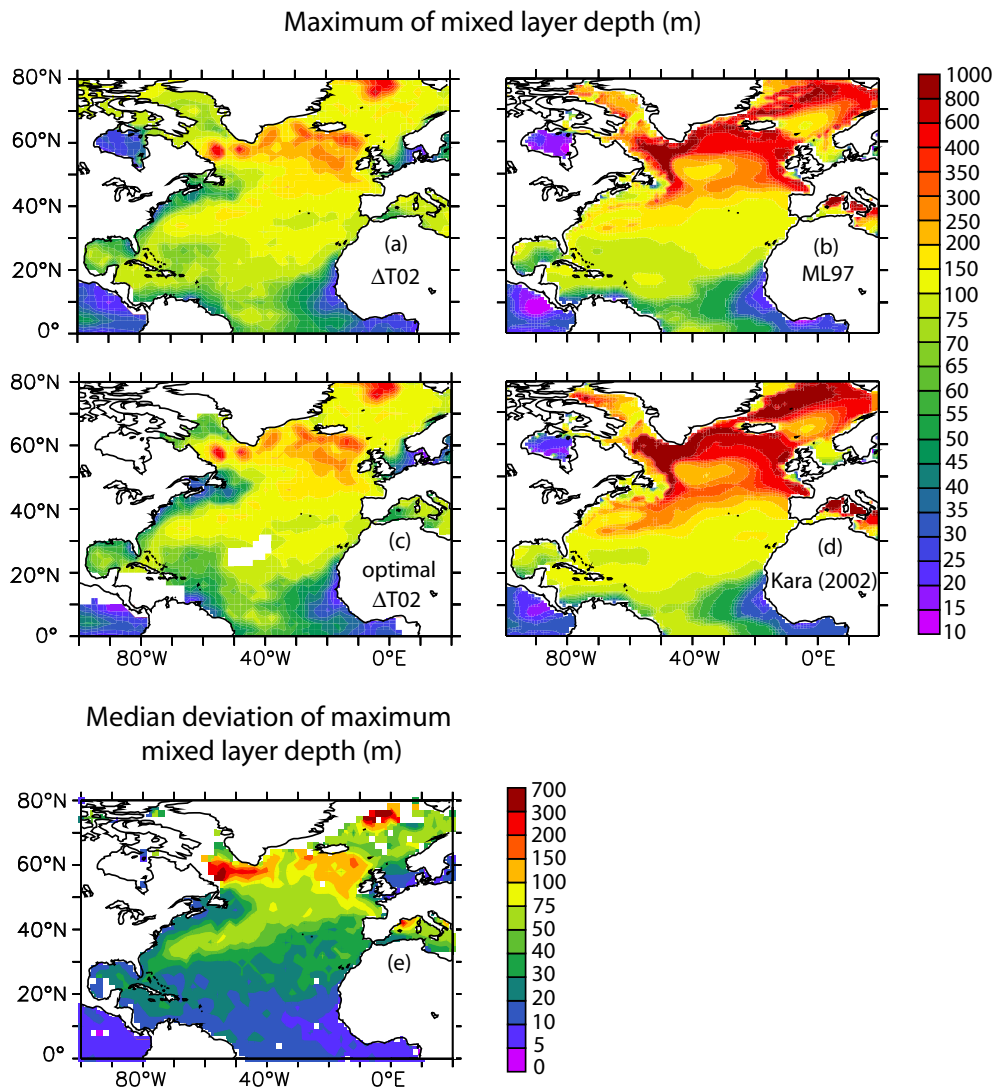 Maximum of mixed layer depth (m)
80°N
60°N
40°N
20°N
0°
(a)
ΔT02
(b)
ML97
80°N
60°N
40°N
20°N
0°
(c)
optimal
ΔT02
(d)
Kara (2002)
80°W
40°W
0°E
80°W
40°W
0°E
1000
800
600
400
350
300
250
200
150
100
75
70
65
60
55
50
45
40
35
30
25
20
15
10
Median deviation of maximum
mixed layer depth (m)
80°N
60°N
40°N
20°N
0°
(e)
80°W
40°W
0°E
700
300
200
150
100
75
50
40
30
20
10
5
0